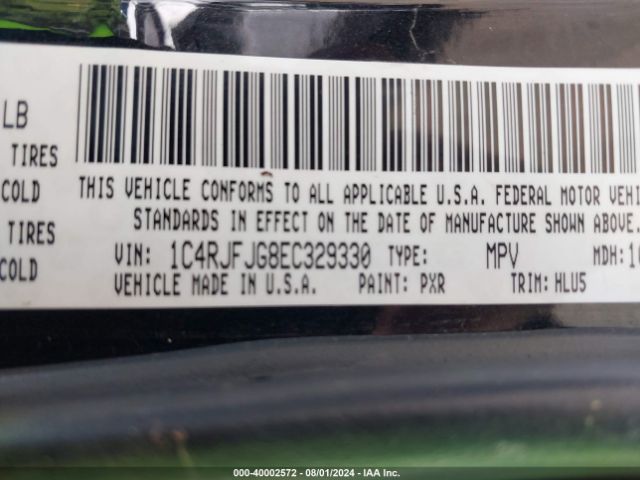 LB
TIRES
COLD
THIS VEHICLE CONFORMS TO ALL APPLICABLE U.S.A. FEDERAL MOTOR VEHI
STANDARDS IN EFFECT ON THE DATE OF MANUFACTURE SHOWN ABOVE.
TIRES
VIN: 1C4RJFJG8EC329330 TYPE: MPV MDH: 10
COLD
VEHICLE MADE IN U.S.A. PAINT: PXR TRIM: HLU5
000-40002572 - 08/01/2024 - IAA Inc.